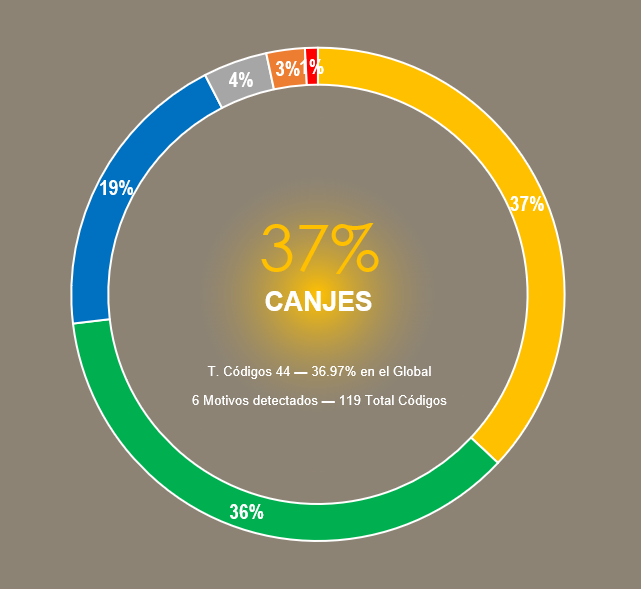 4%
3%
1%
19%
37%
37%
CANJES
T. Códigos 44 — 36.97% en el Global
6 Motivos detectados — 119 Total Códigos
36%